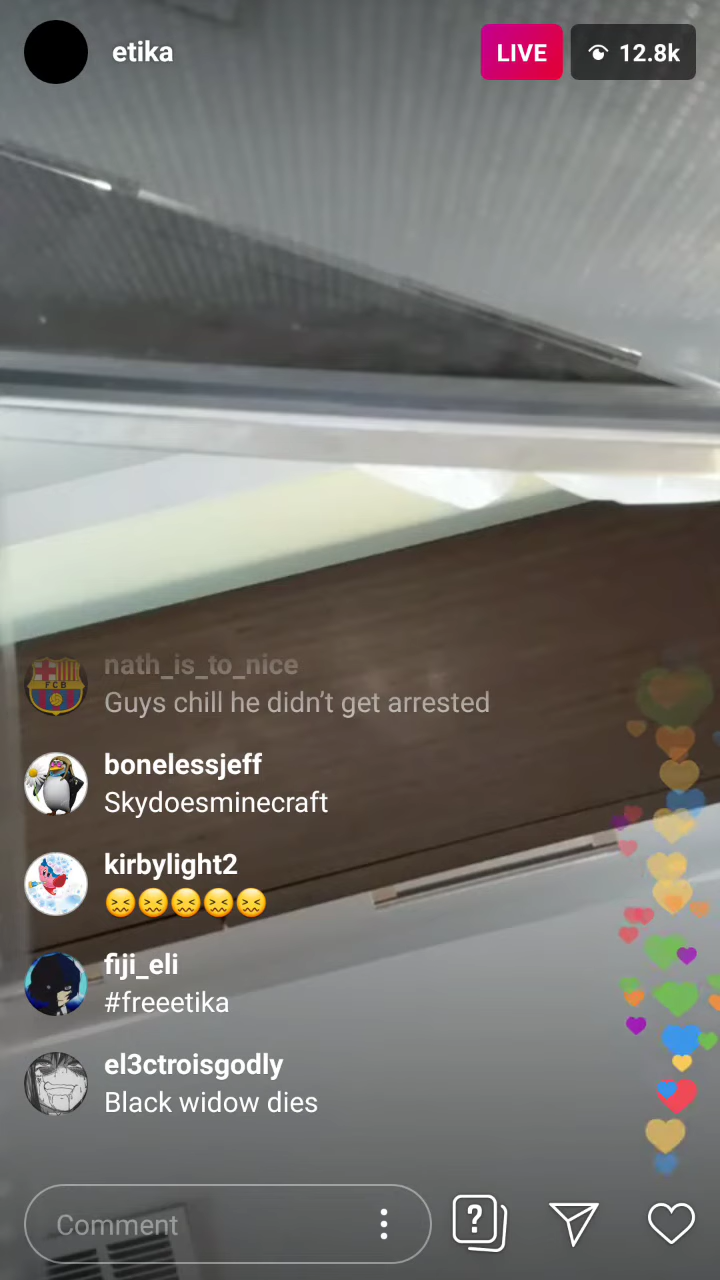 etika
LIVE
12.8k
nath_is_to_nice
Guys chill he didn't get arrested
bonelessjeff
Skydoesminecraft
kirbylight2
😖😖😖😖😖
fiji_eli
#freeetika
el3ctroisgodly
Black widow dies
Comment